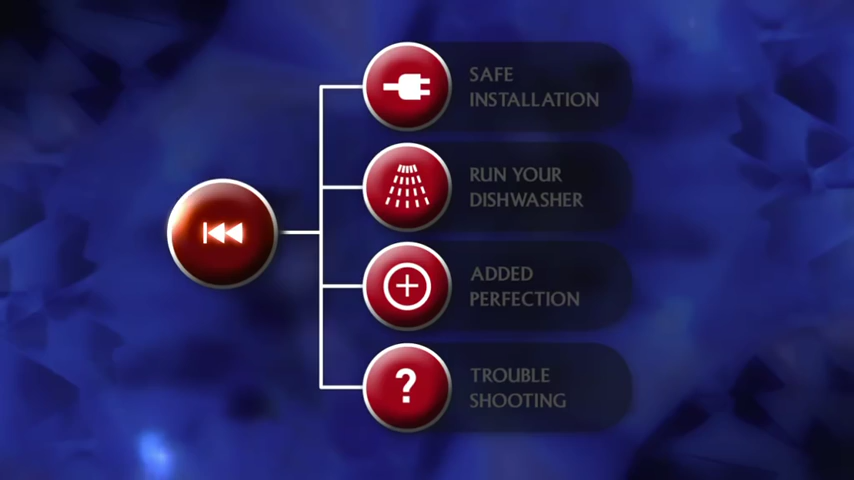 SAFE
INSTALLATION
RUN YOUR
DISHWASHER
ADDED
PERFECTION
?
TROUBLE
SHOOTING